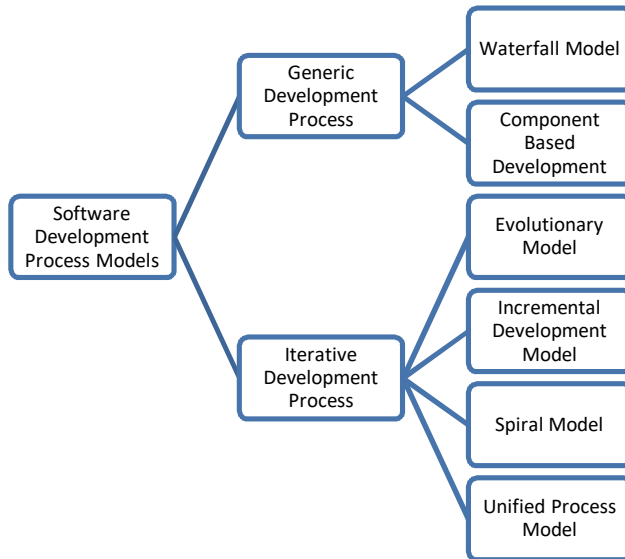 Software
Development
Process Models
Generic
Development
Process
Waterfall Model
Component
Based
Development
Iterative
Development
Process
Evolutionary
Model
Incremental
Development
Model
Spiral Model
Unified Process
Model